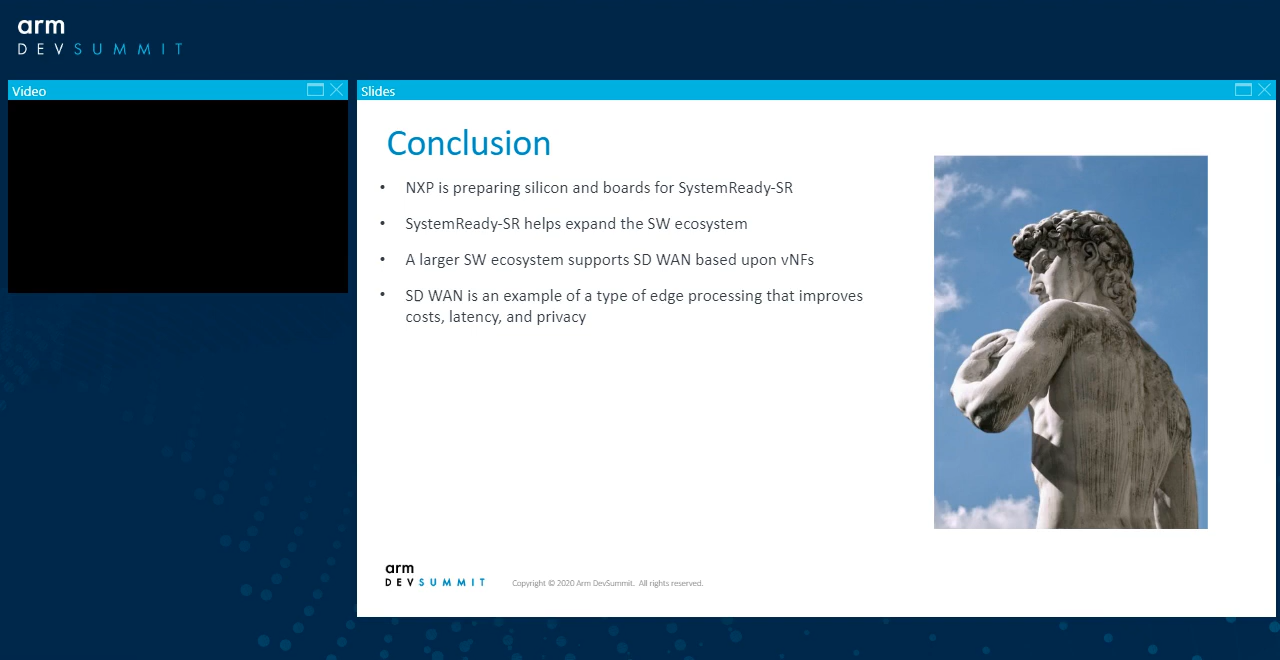 arm
DEVSUMMIT
Video
Slides
Conclusion
• NXP is preparing silicon and boards for SystemReady-SR
• SystemReady-SR helps expand the SW ecosystem
• A larger SW ecosystem supports SD WAN based upon vNFs
• SD WAN is an example of a type of edge processing that improves
costs, latency, and privacy
arm
DEVSUMMIT
Copyright © 2020 Arm DevSummit. All rights reserved.